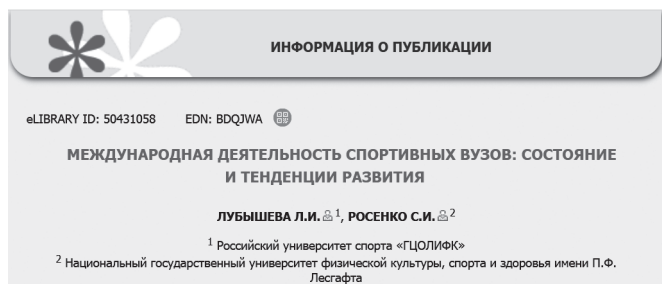 ИНФОРМАЦИЯ О ПУБЛИКАЦИИ
eLIBRARY ID: 50431058 EDN: BDQJWA
МЕЖДУНАРОДНАЯ ДЕЯТЕЛЬНОСТЬ СПОРТИВНЫХ ВУЗОВ: СОСТОЯНИЕ
И ТЕНДЕНЦИИ РАЗВИТИЯ
ЛУБЫШЕВА Л.И. 1, РОСЕНКО С.И. 2
1 Российский университет спорта «ГЦОЛИФК»
2 Национальный государственный университет физической культуры, спорта и здоровья имени П.Ф.
Лесгафта